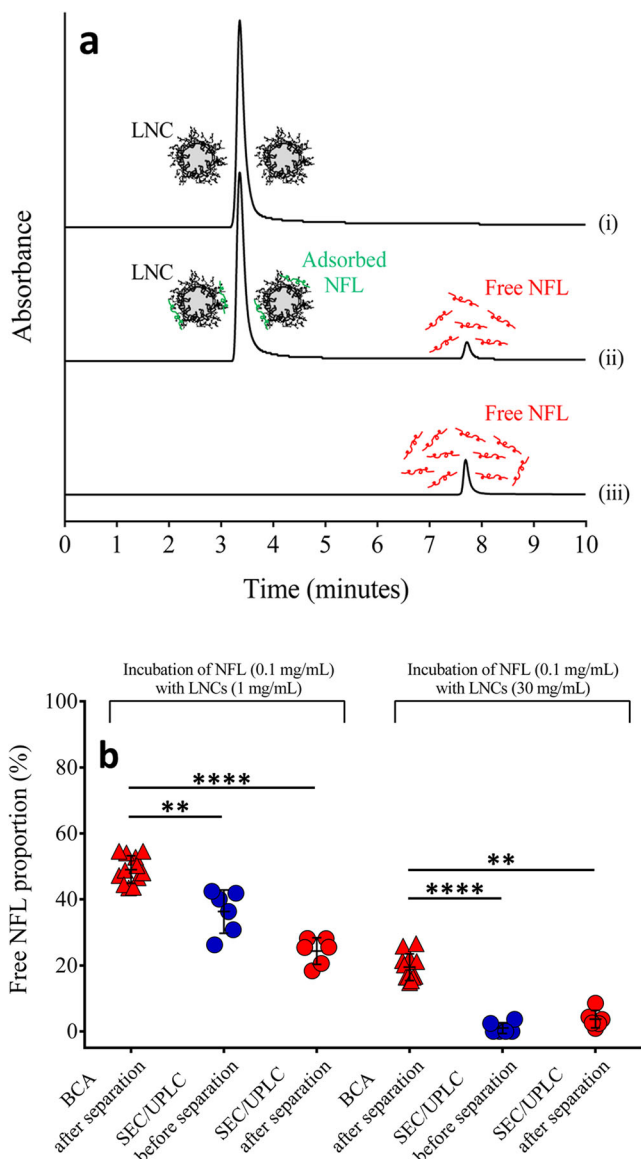 a
LNC
(i)
Absorbance
LNC
Adsorbed
NFL
Free NFL
(ii)
Free NFL
(iii)
0 1 2 3 4 5 6 7 8 9 10
Time (minutes)
Incubation of NFL (0.1 mg/mL)
with LNCs (1 mg/mL)
Incubation of NFL (0.1 mg/mL)
with LNCs (30 mg/mL)
b
Free NFL proportion (%)
100
80
60
40
20
0
****
**
**
****
BCA
after separation
SEC/UPLC
before separation
SEC/UPLC
after separation
BCA
after separation
SEC/UPLC
before separation
SEC/UPLC
after separation